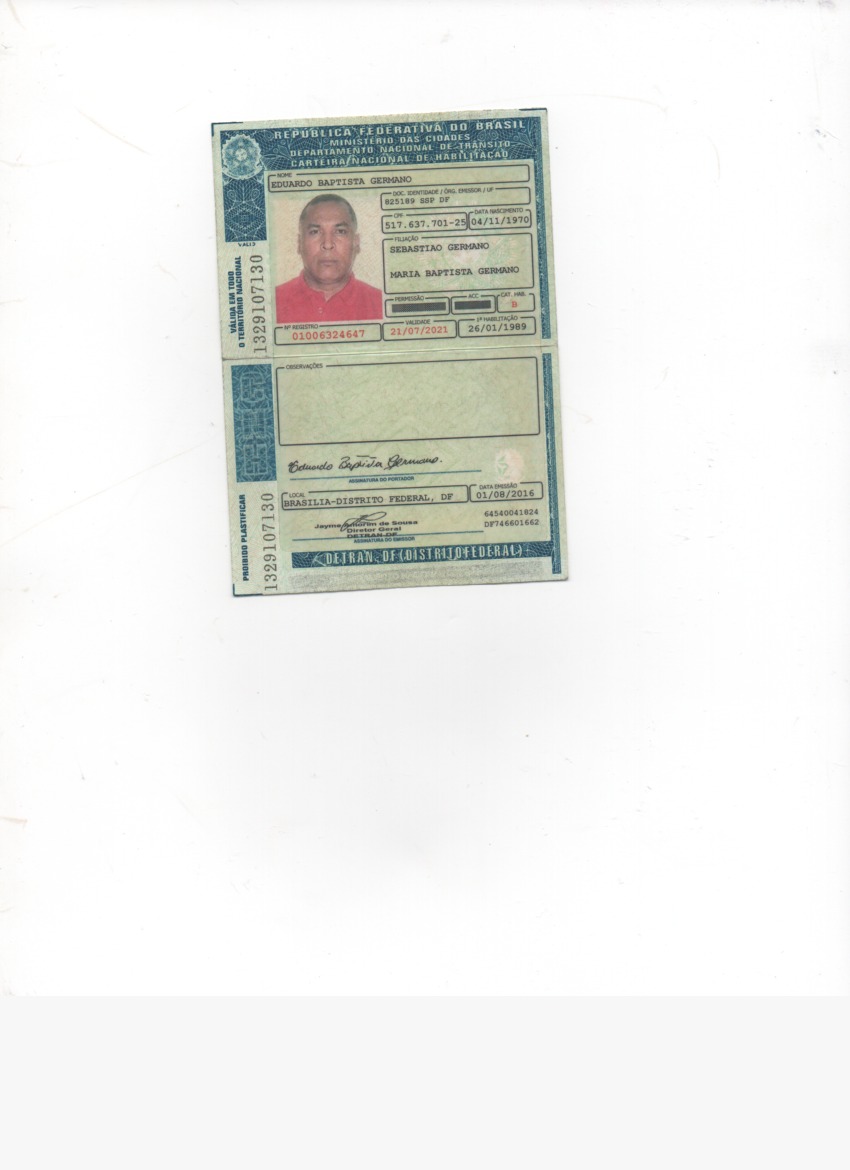 REPÚBLICA FEDERATIVA DO BRASIL
MINISTÉRIO DAS CIDADES
DEPARTAMENTO NACIONAL DE TRÂNSITO
CARTEIRA NACIONAL DE HABILITAÇÃO
NOME
EDUARDO BAPTISTA GERMANO
DOC. IDENTIDADE / ÓRG. EMISSOR / UF
825189 SSP DF
CPF
517.637.701-25
DATA NASCIMENTO
04/11/1970
FILIAÇÃO
SEBASTIAO GERMANO
MARIA BAPTISTA GERMANO
PERMISSÃO
ACC
CAT. HAB.
B
Nº REGISTRO
01006324647
VALIDADE
21/07/2021
1ª HABILITAÇÃO
26/01/1989
VÁLIDA EM TODO
O TERRITÓRIO NACIONAL
1329107130
OBSERVAÇÕES
Eduardo Baptista Germano.
ASSINATURA DO PORTADOR
LOCAL
BRASILIA-DISTRITO FEDERAL, DF
DATA EMISSÃO
01/08/2016
Jayme Amorim de Sousa
Diretor Geral
DETRAN-DF
ASSINATURA DO EMISSOR
64540041824
DF746601662
PROIBIDO PLASTIFICAR
1329107130
DETRAN, DF (DISTRITO FEDERAL)